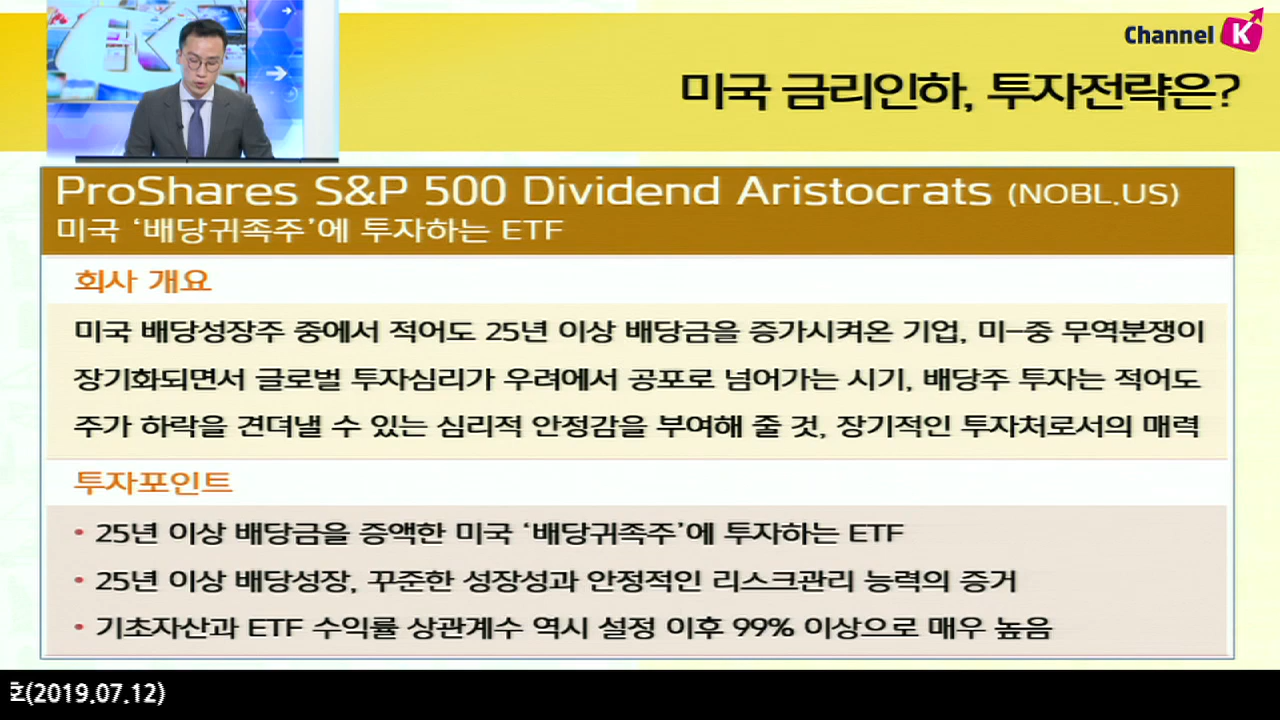 Channel K
미국 금리인하, 투자전략은?
ProShares S&P 500 Dividend Aristocrats (NOBL.US)
미국 ‘배당귀족주’에 투자하는 ETF
회사 개요
미국 배당성장주 중에서 적어도 25년 이상 배당금을 증가시켜온 기업, 미-중 무역분쟁이
장기화되면서 글로벌 투자심리가 우려에서 공포로 넘어가는 시기, 배당주 투자는 적어도
주가 하락을 견뎌낼 수 있는 심리적 안정감을 부여해 줄 것, 장기적인 투자처로서의 매력
투자포인트
• 25년 이상 배당금을 증액한 미국 ‘배당귀족주’에 투자하는 ETF
• 25년 이상 배당성장, 꾸준한 성장성과 안정적인 리스크관리 능력의 증거
• 기초자산과 ETF 수익률 상관계수 역시 설정 이후 99% 이상으로 매우 높음
(2019.07.12)